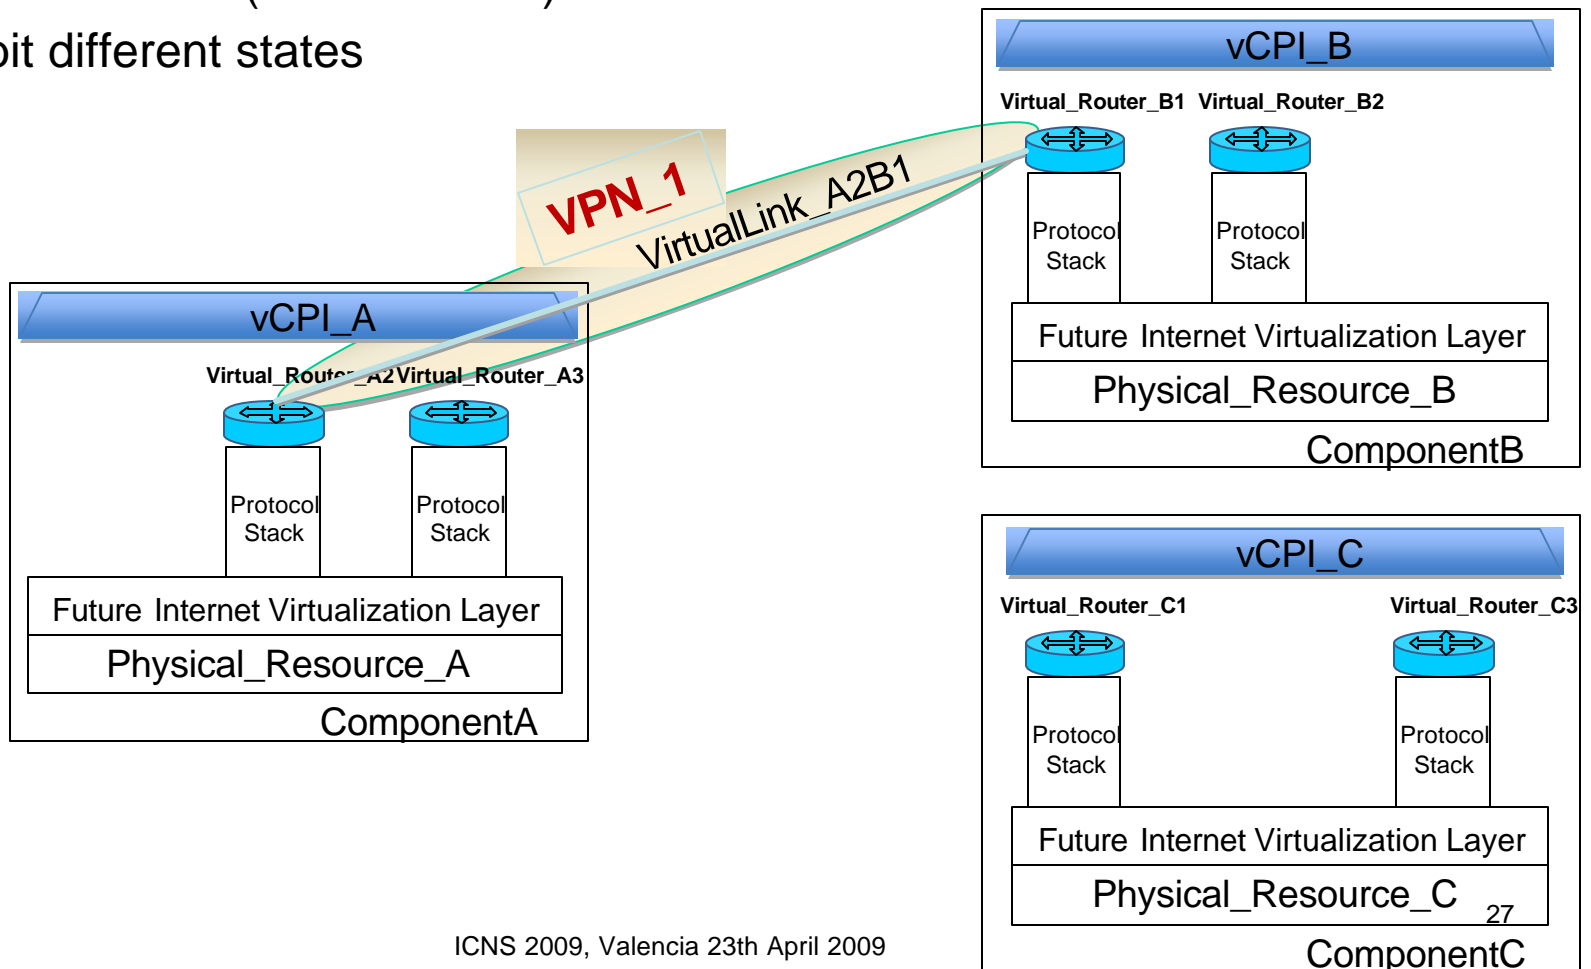 oit different states
vCPI_B
Virtual_Router_B1 Virtual_Router_B2
VPN_1
VirtualLink_A2B1
Protocol
Stack
Protocol
Stack
Future Internet Virtualization Layer
Physical_Resource_B
ComponentB
vCPI_A
Virtual_Router_A2 Virtual_Router_A3
Protocol
Stack
Protocol
Stack
Future Internet Virtualization Layer
Physical_Resource_A
ComponentA
vCPI_C
Virtual_Router_C1 Virtual_Router_C3
Protocol
Stack
Protocol
Stack
Future Internet Virtualization Layer
Physical_Resource_C
27
ComponentC
ICNS 2009, Valencia 23th April 2009